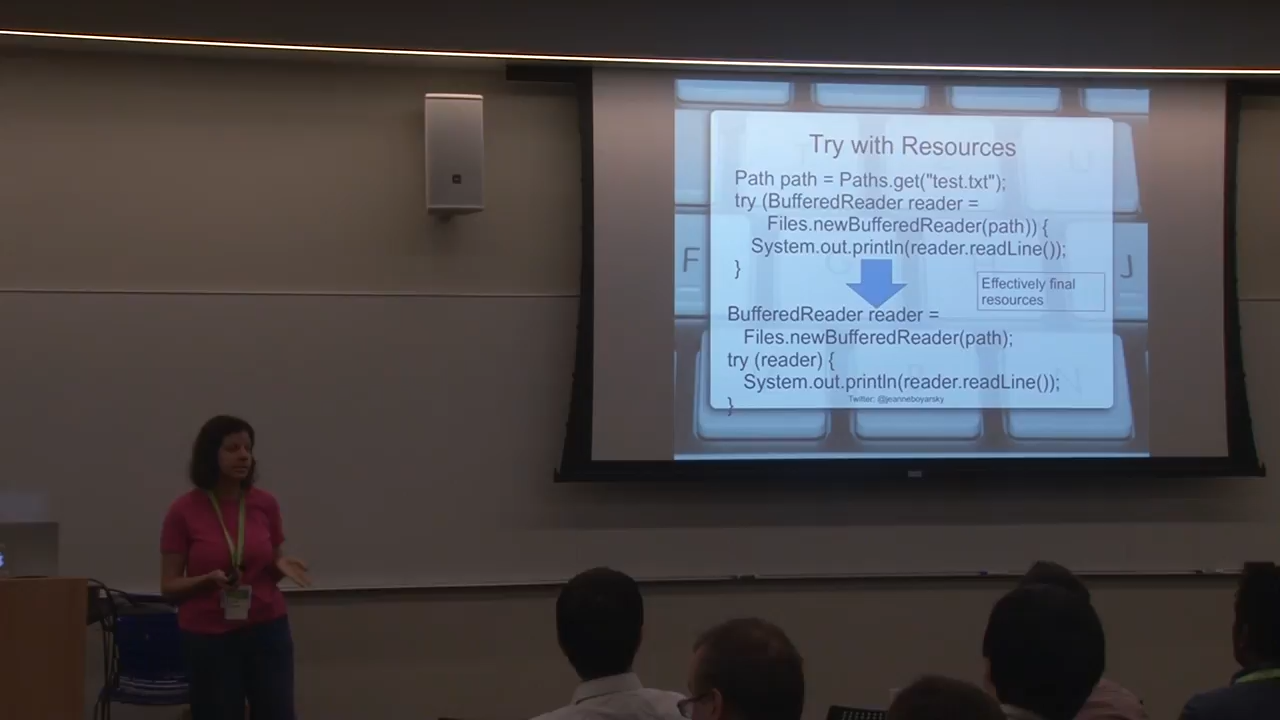 Try with Resources
Path path = Paths.get("test.txt");
try (BufferedReader reader =
Files.newBufferedReader(path)) {
System.out.println(reader.readLine());
}
Effectively final
resources
BufferedReader reader =
Files.newBufferedReader(path);
try (reader) {
System.out.println(reader.readLine());
}
Twitter: @jeanneboyarsky
F
J